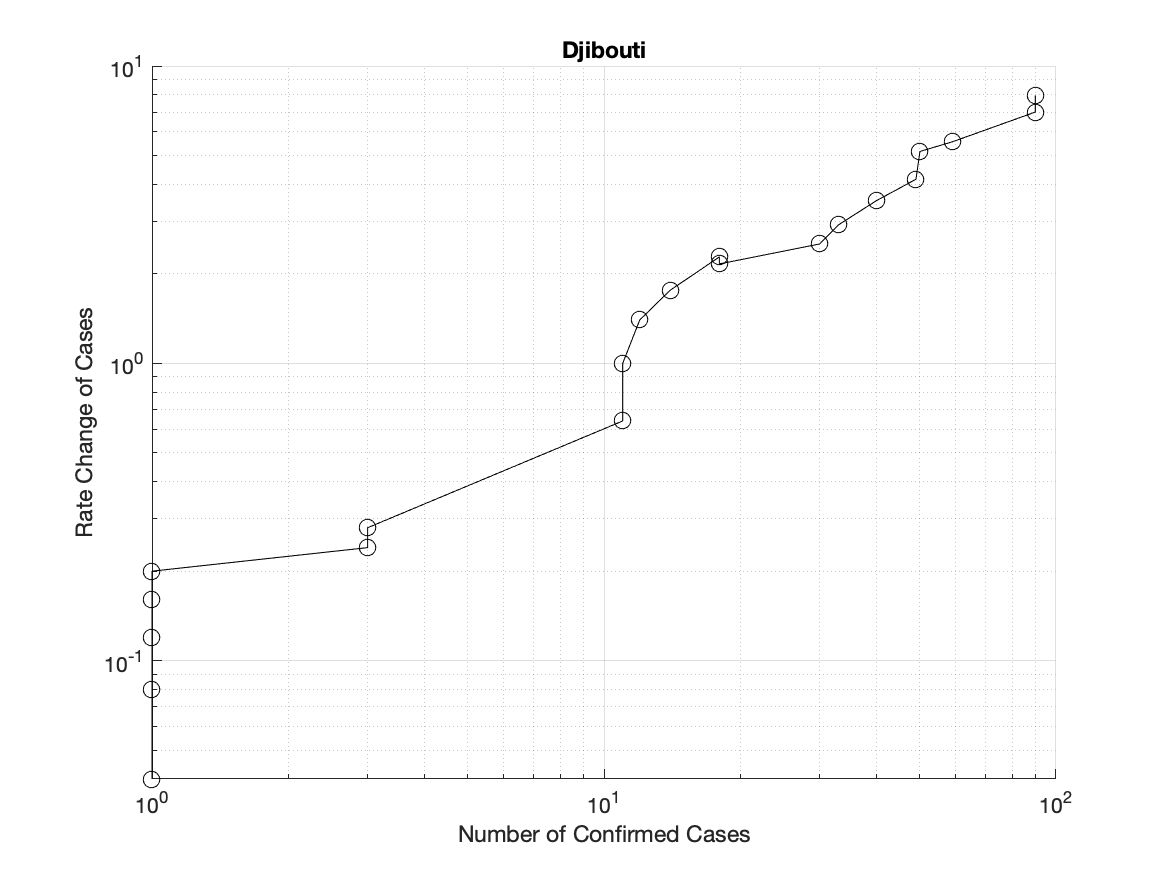 Djibouti
10^1
10^0
10^-1
Rate Change of Cases
10^0 10^1 10^2
Number of Confirmed Cases